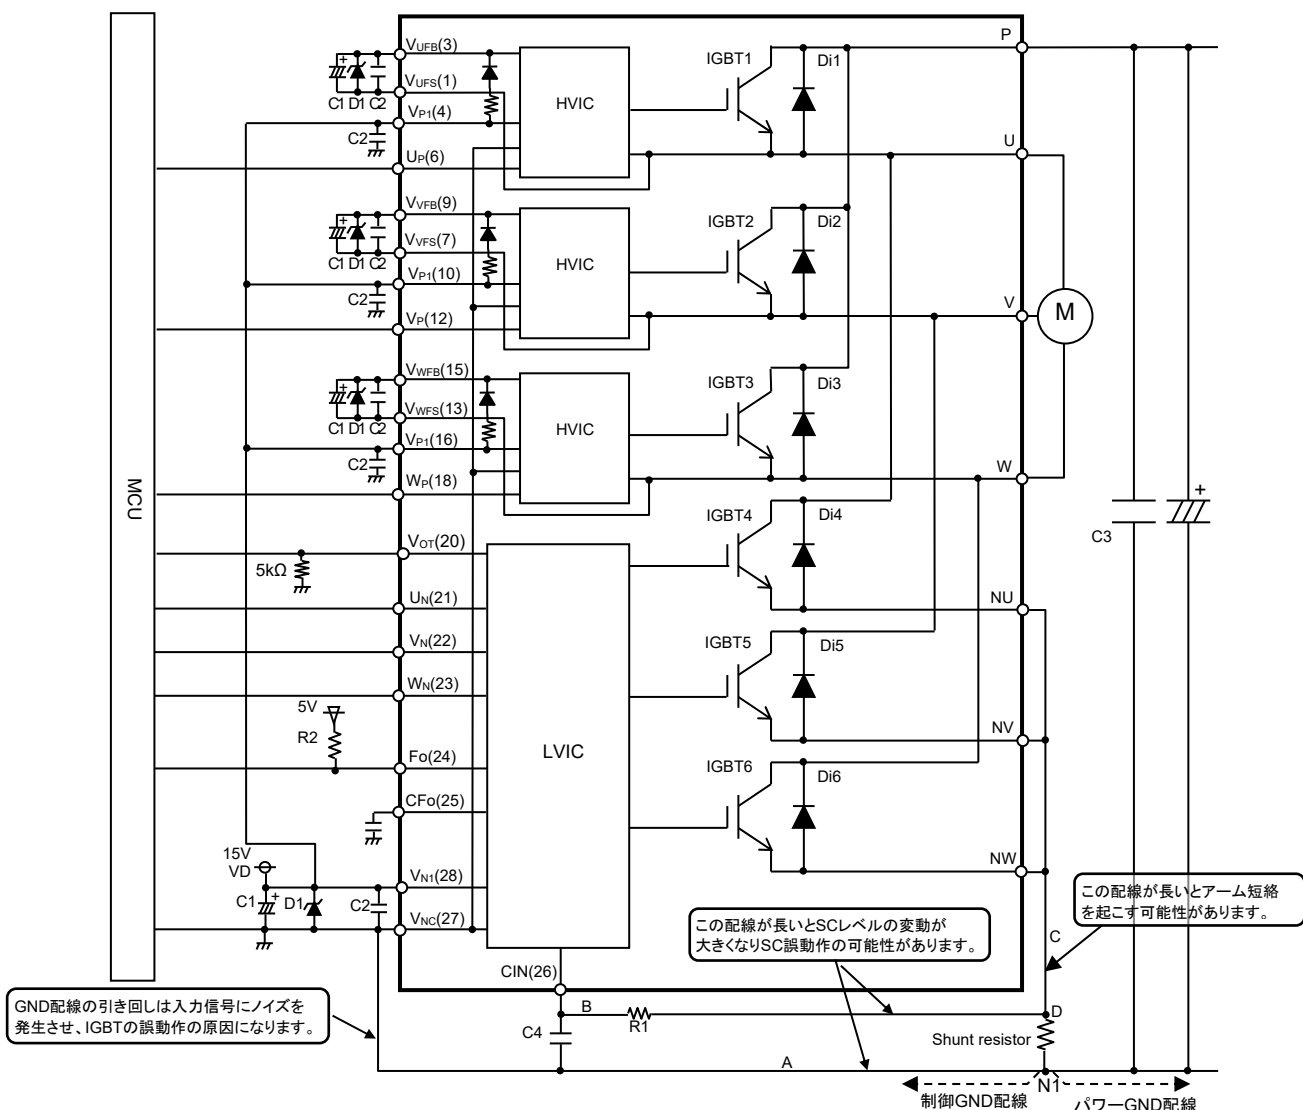 P
VUFB(3)
IGBT1
Di1
VUFS(1)
HVIC
C1 D1 C2
VP1(4)
C2
U
UP(6)
VVFB(9)
IGBT2
Di2
VVFS(7)
HVIC
C1 D1 C2
VP1(10)
C2
V
M
VP(12)
VWFB(15)
IGBT3
Di3
VWFS(13)
HVIC
C1 D1 C2
VP1(16)
C2
W
WP(18)
MCU
+
IGBT4
Di4
C3
VOT(20)
5kΩ
UN(21)
NU
VN(22)
IGBT5
Di5
WN(23)
5V
R2
NV
LVIC
Fo(24)
IGBT6
Di6
CFo(25)
15V
VD
NW
VN1(28)
C1
+
D1
C2
VNC(27)
この配線が長いとアーム短絡
を起こす可能性があります。
この配線が長いとSCレベルの変動が
大きくなりSC誤動作の可能性があります。
C
CIN(26)
GND配線の引き回しは入力信号にノイズを
発生させ、IGBTの誤動作の原因になります。
B
R1
D
C4
Shunt resistor
A
N1
制御GND配線
パワーGND配線